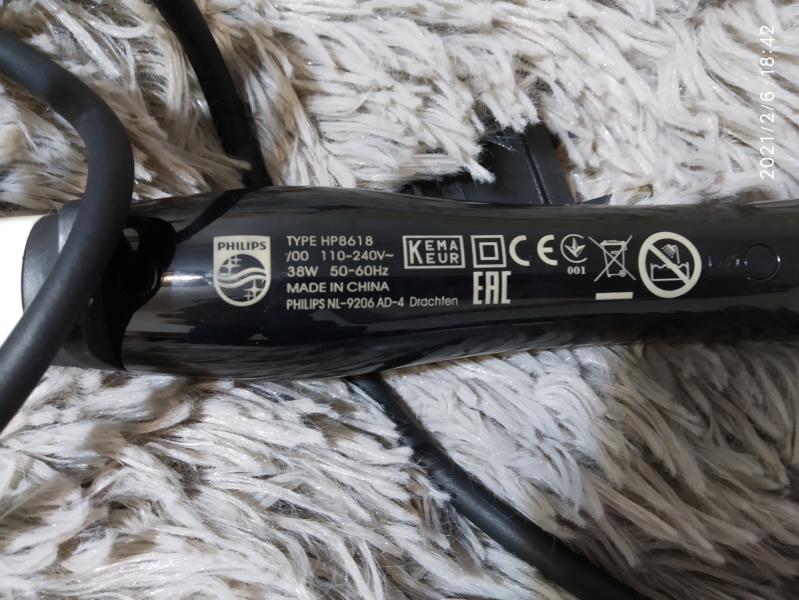 PHILIPS
TYPE HP8618
/00 110-240V~
38W 50-60Hz
MADE IN CHINA
PHILIPS NL-9206 AD-4 Drachten
KEMA
EUR
CE
EAC
001
2021/2/6 18:42